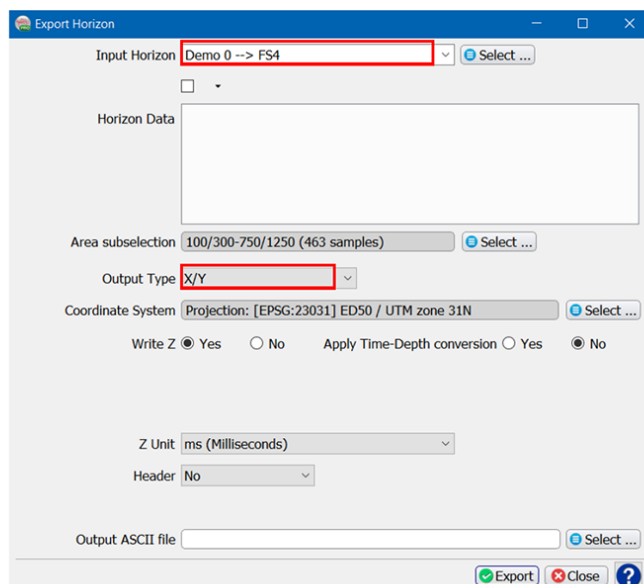 Export Horizon
Input Horizon Demo 0 --> FS4 Select ...
Horizon Data
Area subselection 100/300-750/1250 (463 samples) Select ...
Output Type X/Y
Coordinate System Projection: [EPSG:23031] ED50 / UTM zone 31N Select ...
Write Z Yes No Apply Time-Depth conversion Yes No
Z Unit ms (Milliseconds)
Header No
Output ASCII file Select ...
Export Close ?